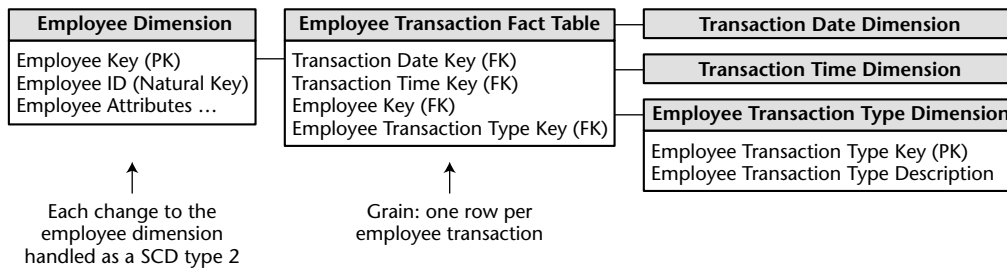 Employee Dimension
Employee Key (PK)
Employee ID (Natural Key)
Employee Attributes ...
Employee Transaction Fact Table
Transaction Date Key (FK)
Transaction Time Key (FK)
Employee Key (FK)
Employee Transaction Type Key (FK)
Transaction Date Dimension
Transaction Time Dimension
Employee Transaction Type Dimension
Employee Transaction Type Key (PK)
Employee Transaction Type Description
Each change to the
employee dimension
handled as a SCD type 2
Grain: one row per
employee transaction